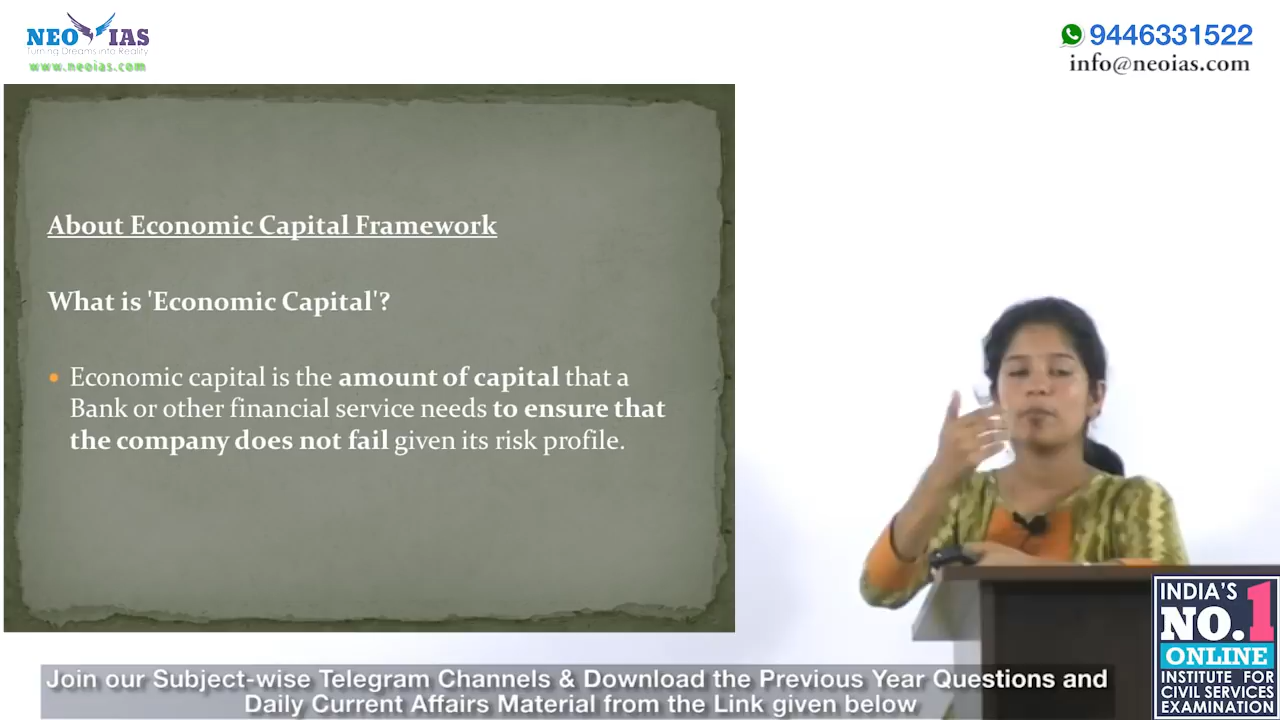 NEO IAS
Turning Dreams into Reality
www.neoias.com
9446331522
info@neoias.com
About Economic Capital Framework
What is 'Economic Capital'?
• Economic capital is the amount of capital that a
Bank or other financial service needs to ensure that
the company does not fail given its risk profile.
INDIA'S
NO.1
ONLINE
INSTITUTE FOR
CIVIL SERVICES
EXAMINATION
Join our Subject-wise Telegram Channels & Download the Previous Year Questions and
Daily Current Affairs Material from the Link given below